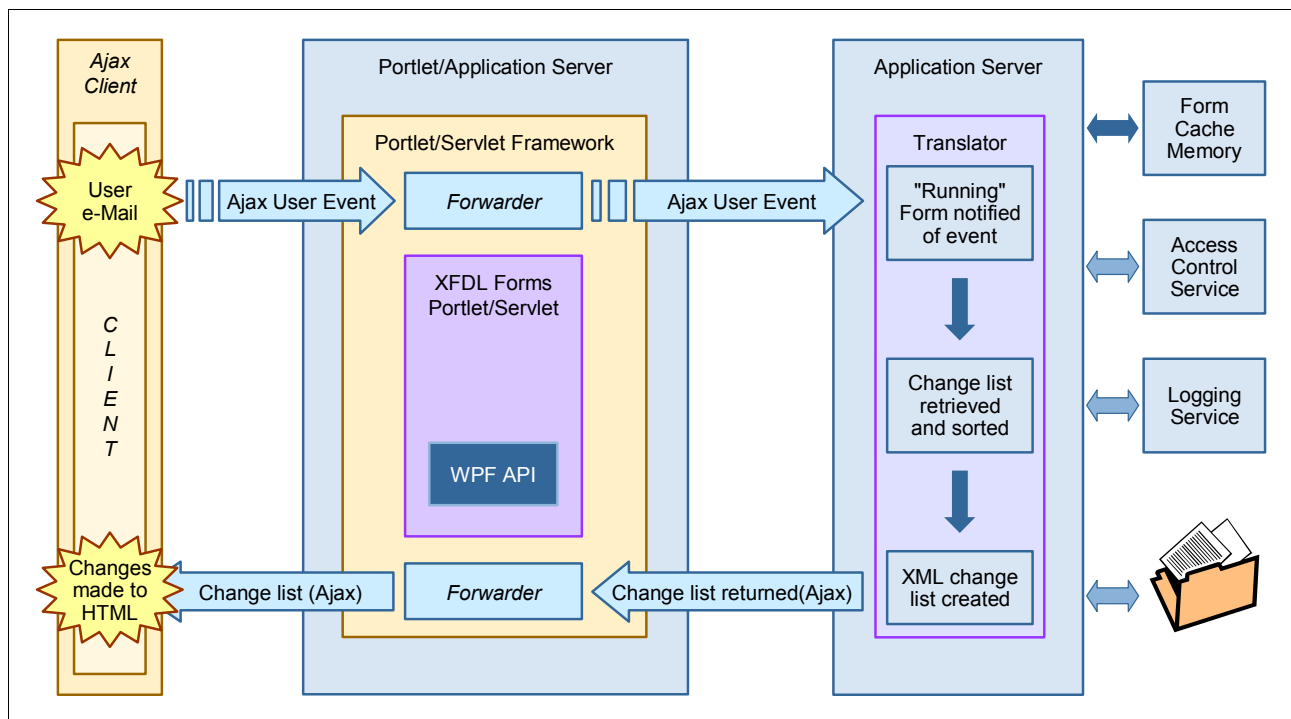 Ajax
Client
User
e-Mail
C
L
I
E
N
T
Changes
made to
HTML
Portlet/Application Server
Portlet/Servlet Framework
Ajax User Event
Forwarder
Ajax User Event
XFDL Forms
Portlet/Servlet
WPF API
Change list (Ajax)
Forwarder
Change list returned(Ajax)
Application Server
Translator
"Running"
Form notified
of event
Change list
retrieved
and sorted
XML change
list created
Form
Cache
Memory
Access
Control
Service
Logging
Service